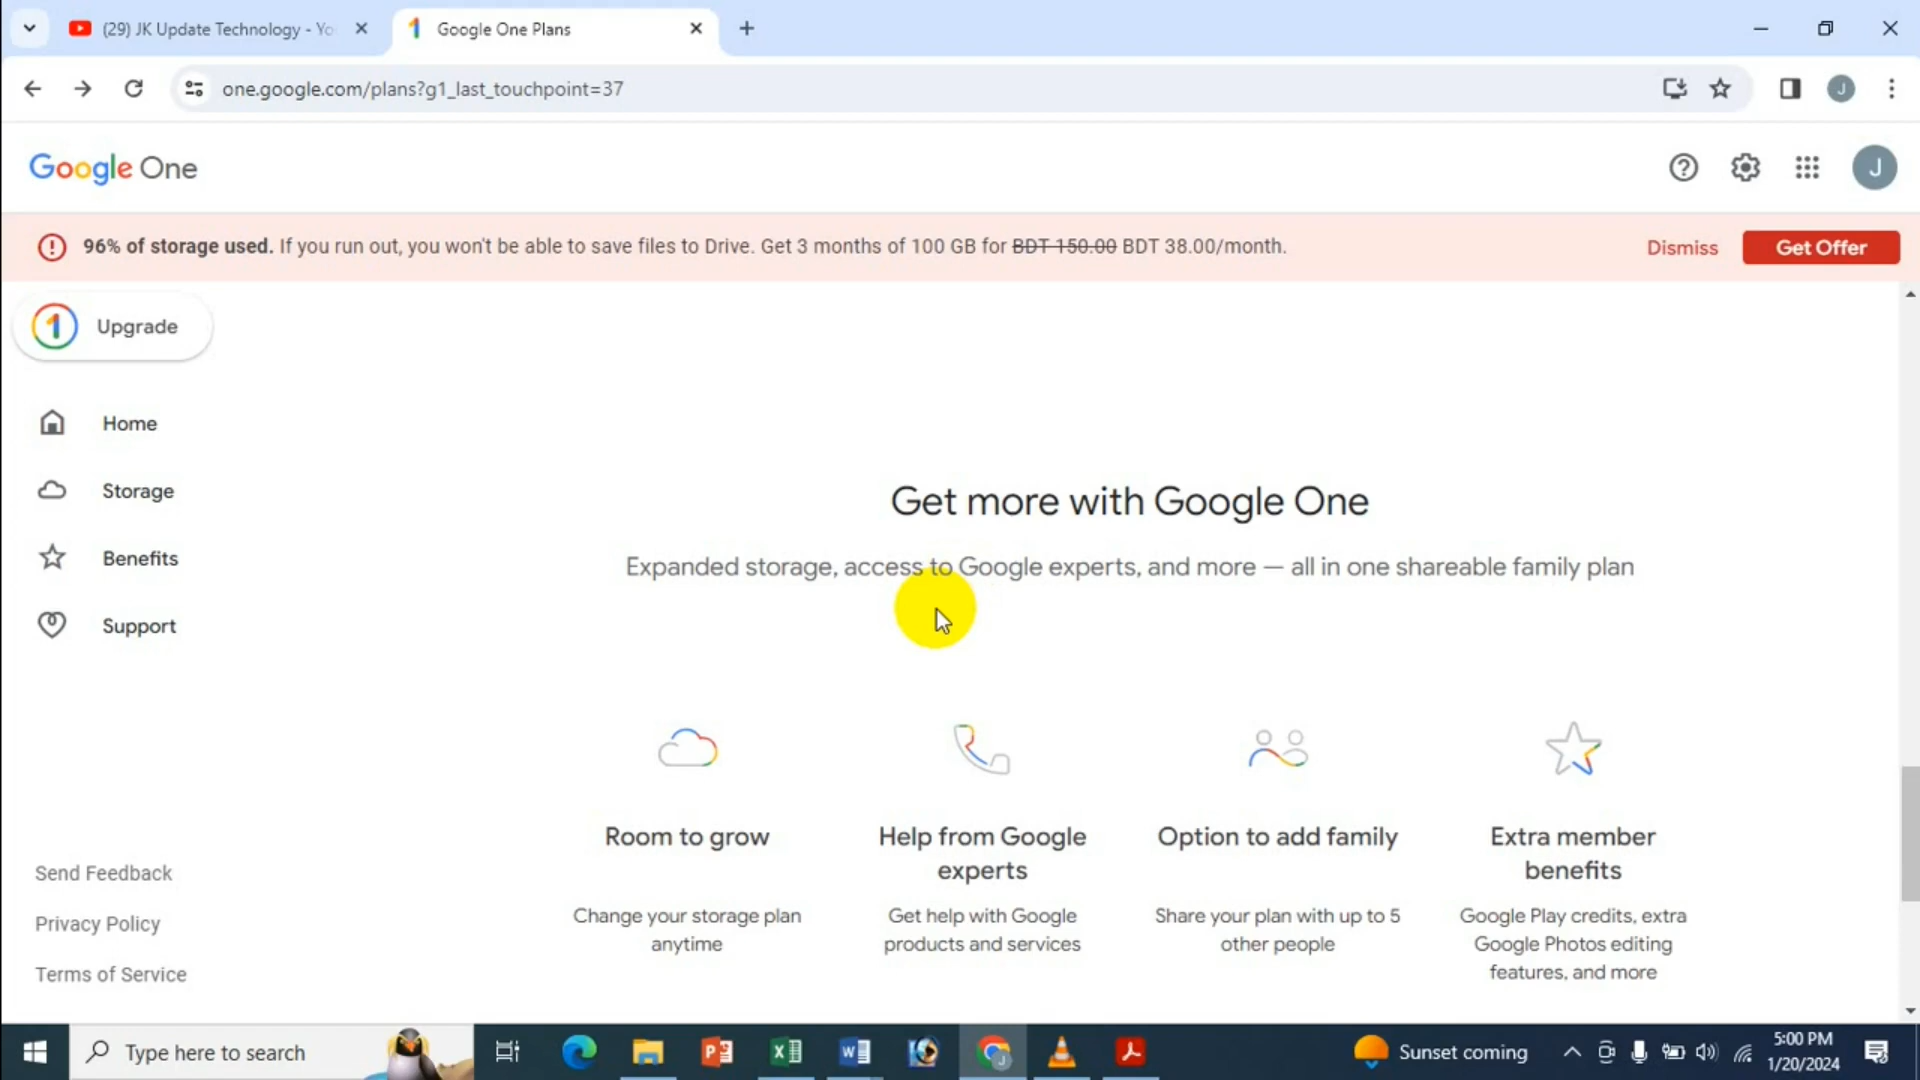 (29) JK Update Technology - Yo
Google One Plans
one.google.com/plans?g1_last_touchpoint=37
J
Google One
J
96% of storage used. If you run out, you won't be able to save files to Drive. Get 3 months of 100 GB for BDT 150.00 BDT 38.00/month.
Dismiss
Get Offer
Upgrade
Home
Storage
Benefits
Support
Get more with Google One
Expanded storage, access to Google experts, and more — all in one shareable family plan
Room to grow
Help from Google
experts
Option to add family
Extra member
benefits
Change your storage plan
anytime
Get help with Google
products and services
Share your plan with up to 5
other people
Google Play credits, extra
Google Photos editing
features, and more
Send Feedback
Privacy Policy
Terms of Service
Type here to search
Sunset coming
5:00 PM
1/20/2024